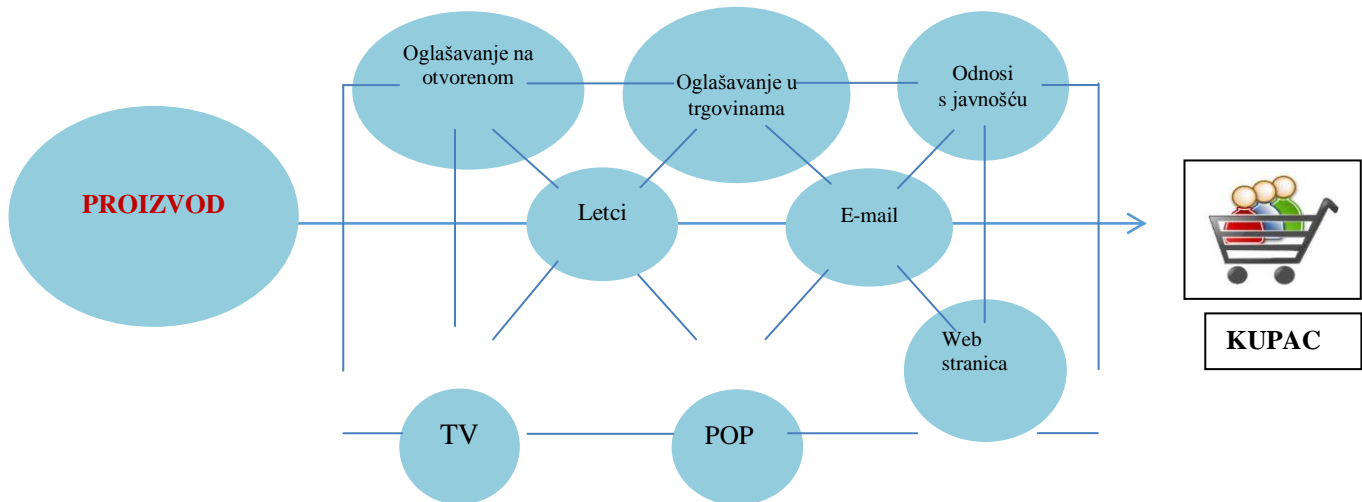 Oglašavanje na
otvorenom
Oglašavanje u
trgovinama
Odnosi
s javnošću
PROIZVOD
Letci
E-mail
KUPAC
Web
stranica
TV
POP